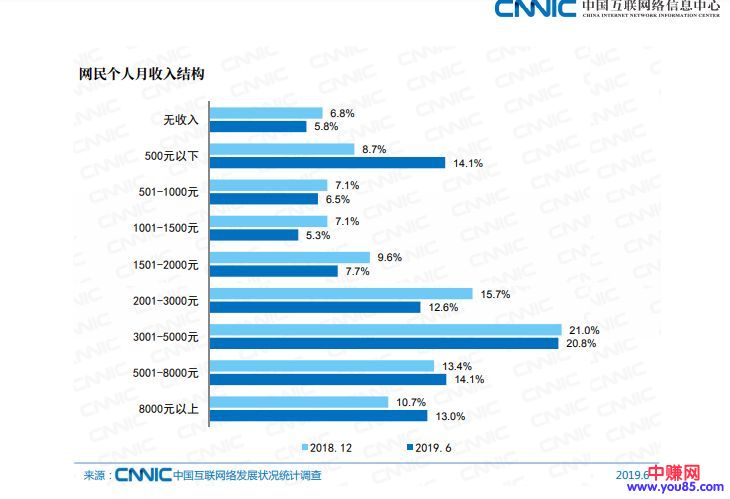 CNNIC 中国互联网络信息中心
CHINA INTERNET NETWORK INFORMATION CENTER
网民个人月收入结构
无收入 6.8%
5.8%
500元以下 8.7%
14.1%
501-1000元 7.1%
6.5%
1001-1500元 7.1%
5.3%
1501-2000元 9.6%
7.7%
2001-3000元 15.7%
12.6%
3001-5000元 21.0%
20.8%
5001-8000元 13.4%
14.1%
8000元以上 10.7%
13.0%
2018.12 2019.6
来源: CNNIC 中国互联网络发展状况统计调查 2019.6
中赚网
www.you85.com